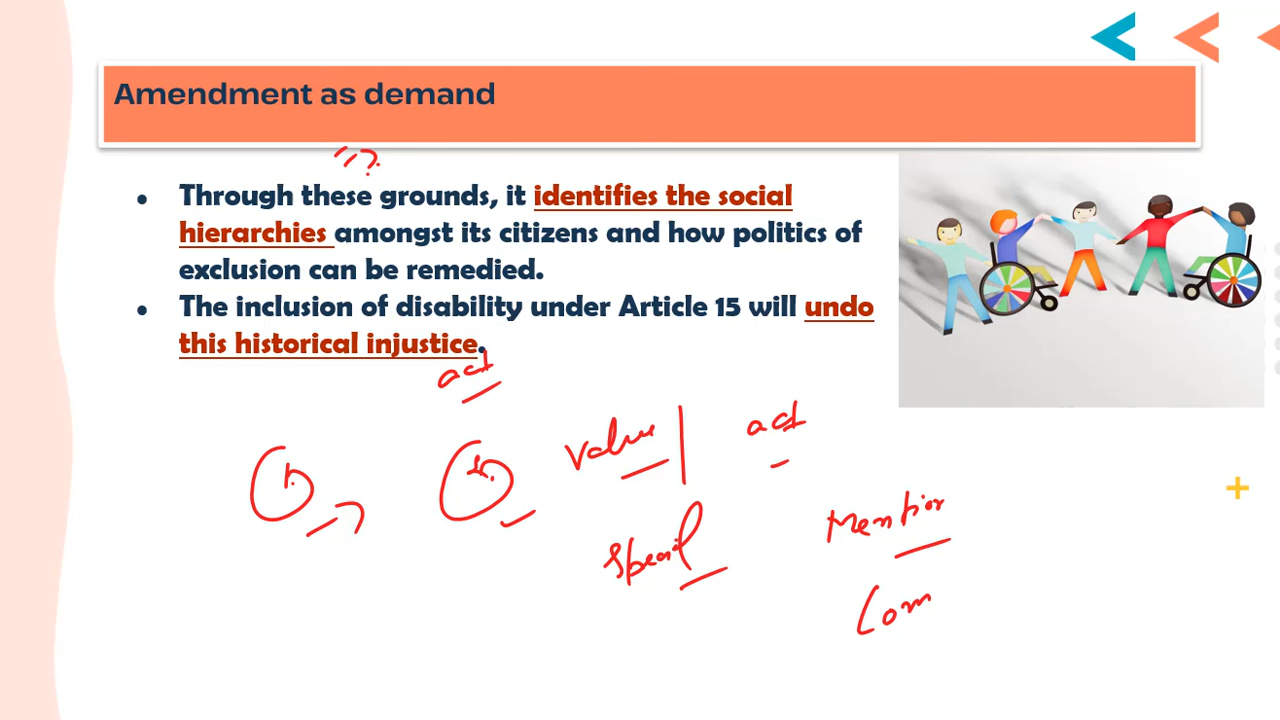 Amendment as demand
?
• Through these grounds, it identifies the social
hierarchies amongst its citizens and how politics of
exclusion can be remedied.
• The inclusion of disability under Article 15 will undo
this historical injustice.
act
value | act
Mention
Com